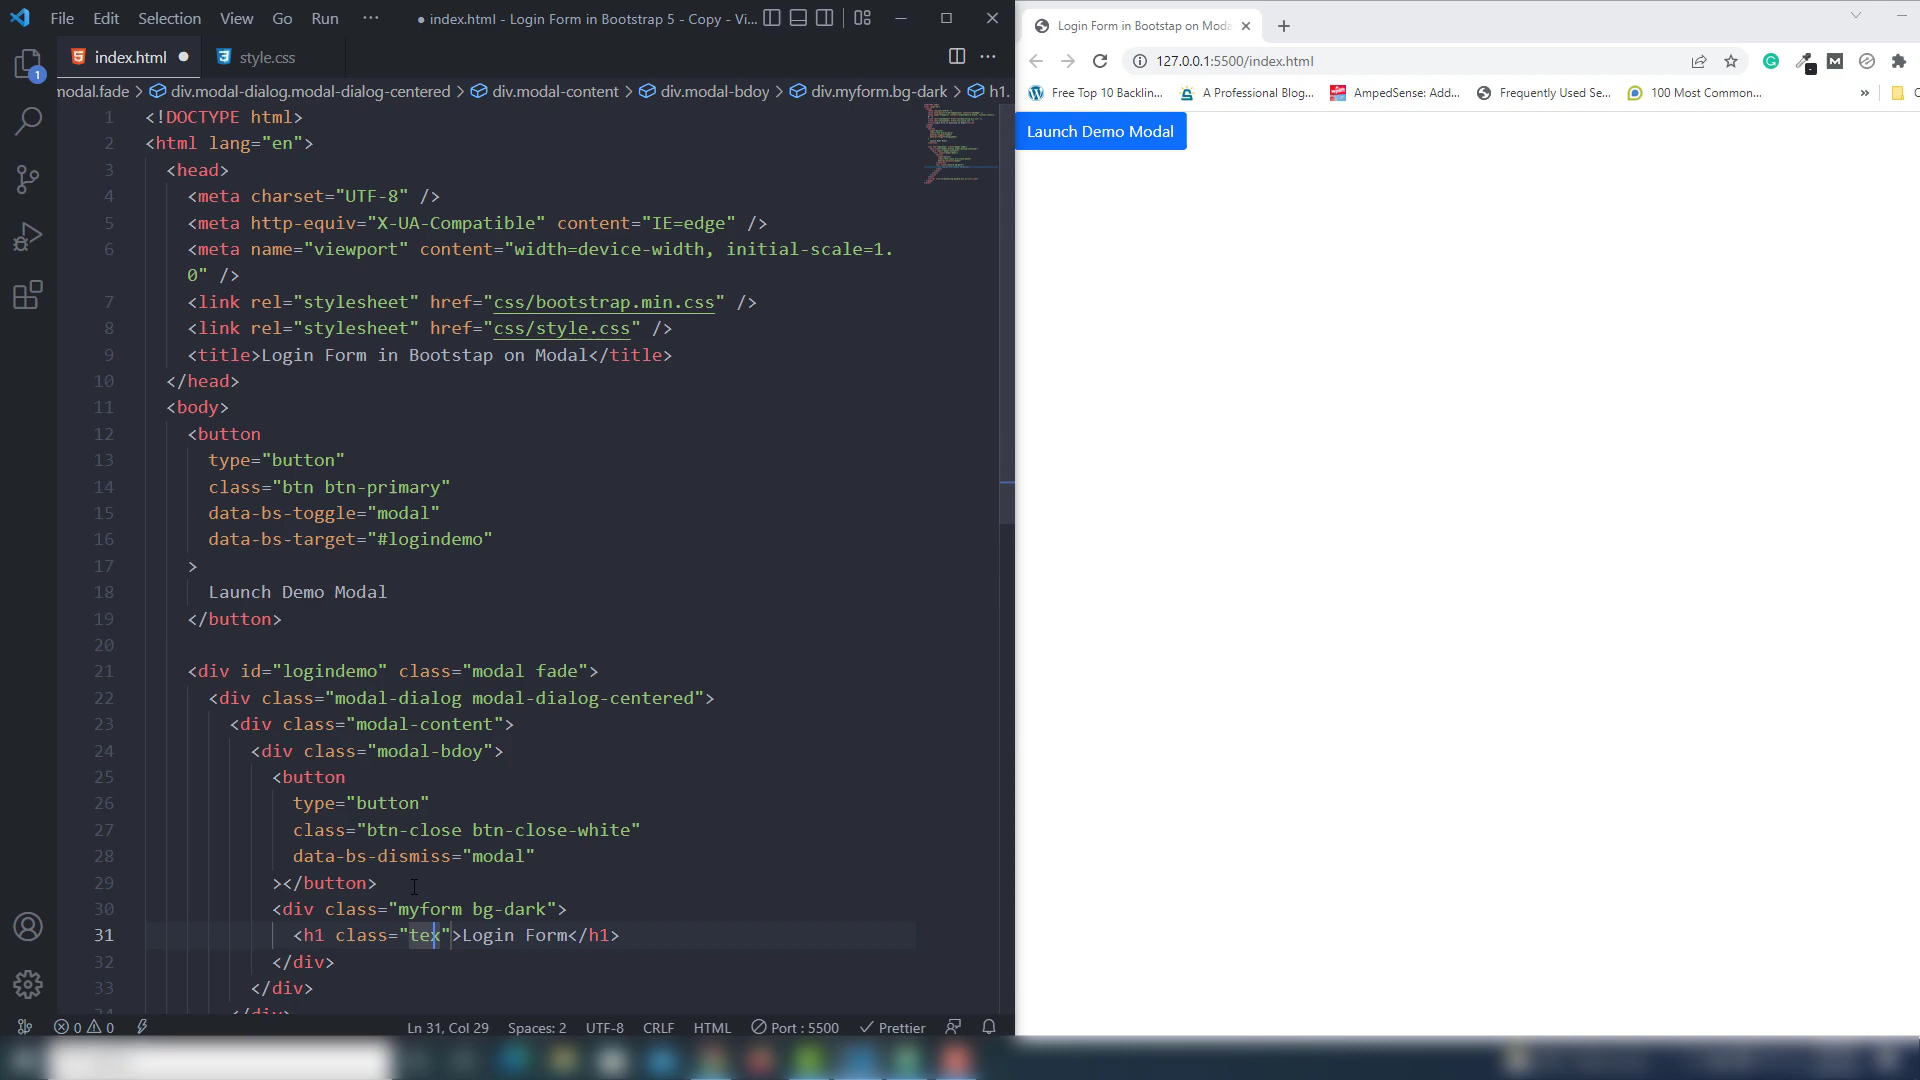 File Edit Selection View Go Run ··· ● index.html - Login Form in Bootstrap 5 - Copy - Vi...
index.html ● style.css
modal.fade > div.modal-dialog.modal-dialog-centered > div.modal-content > div.modal-bdoy > div.myform.bg-dark > h1.
1 <!DOCTYPE html>
2 <html lang="en">
3 <head>
4 <meta charset="UTF-8" />
5 <meta http-equiv="X-UA-Compatible" content="IE=edge" />
6 <meta name="viewport" content="width=device-width, initial-scale=1.
0" />
7 <link rel="stylesheet" href="css/bootstrap.min.css" />
8 <link rel="stylesheet" href="css/style.css" />
9 <title>Login Form in Bootstap on Modal</title>
10 </head>
11 <body>
12 <button
13 type="button"
14 class="btn btn-primary"
15 data-bs-toggle="modal"
16 data-bs-target="#logindemo"
17 >
18 Launch Demo Modal
19 </button>
20
21 <div id="logindemo" class="modal fade">
22 <div class="modal-dialog modal-dialog-centered">
23 <div class="modal-content">
24 <div class="modal-bdoy">
25 <button
26 type="button"
27 class="btn-close btn-close-white"
28 data-bs-dismiss="modal"
29 ></button>
30 <div class="myform bg-dark">
31 <h1 class="tex">Login Form</h1>
32 </div>
33 </div>
34 </div>
1
0 0 Ln 31, Col 29 Spaces: 2 UTF-8 CRLF HTML Port : 5500 Prettier
Login Form in Bootstap on Moda
127.0.0.1:5500/index.html
Free Top 10 Backlin... A Professional Blog... AmpedSense: Add... Frequently Used Se... 100 Most Common... »
Launch Demo Modal